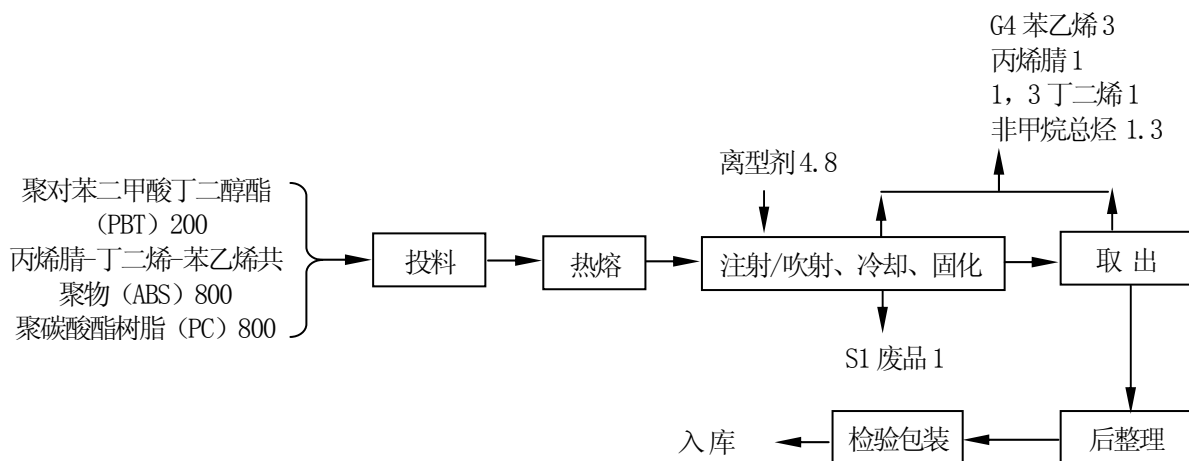 G4 苯乙烯 3
丙烯腈 1
1，3 丁二烯 1
非甲烷总烃 1.3
离型剂 4.8
聚对苯二甲酸丁二醇酯
（PBT）200
丙烯腈-丁二烯-苯乙烯共
聚物（ABS）800
聚碳酸酯树脂（PC）800
投料
热熔
注射/吹射、冷却、固化
取 出
S1 废品 1
入库
检验包装
后整理